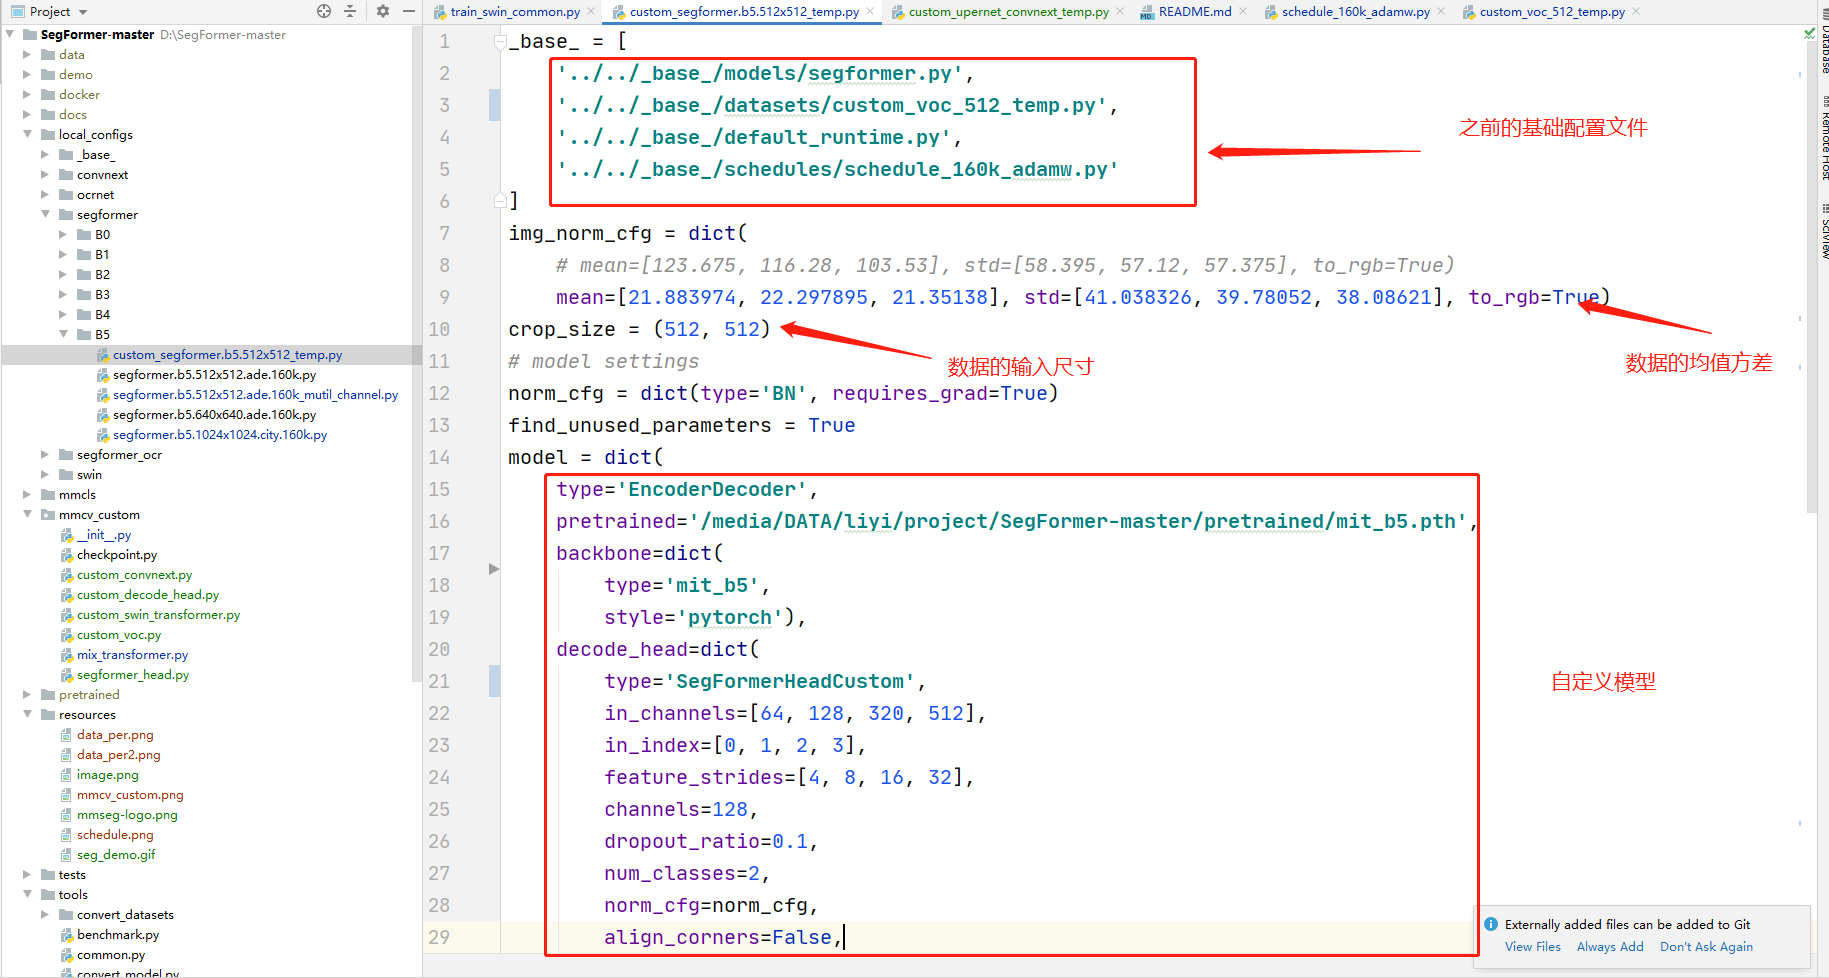 Project
train_swin_common.py
custom_segformer.b5.512x512_temp.py
custom_upernet_convnext_temp.py
README.md
schedule_160k_adamw.py
custom_voc_512_temp.py
SegFormer-master D:\SegFormer-master
data
demo
docker
docs
local_configs
_base_
convnext
ocrnet
segformer
B0
B1
B2
B3
B4
B5
custom_segformer.b5.512x512_temp.py
segformer.b5.512x512.ade.160k.py
segformer.b5.512x512.ade.160k_mutil_channel.py
segformer.b5.640x640.ade.160k.py
segformer.b5.1024x1024.city.160k.py
segformer_ocr
swin
mmcls
mmcv_custom
__init__.py
checkpoint.py
custom_convnext.py
custom_decode_head.py
custom_swin_transformer.py
custom_voc.py
mix_transformer.py
segformer_head.py
pretrained
resources
data_per.png
data_per2.png
image.png
mmcv_custom.png
mmseg-logo.png
schedule.png
seg_demo.gif
tests
tools
convert_datasets
benchmark.py
common.py
convert_model.py
1 _base_ = [
2 '../../_base_/models/segformer.py',
3 '../../_base_/datasets/custom_voc_512_temp.py',
4 '../../_base_/default_runtime.py',
5 '../../_base_/schedules/schedule_160k_adamw.py'
6 ]
7 img_norm_cfg = dict(
8 # mean=[123.675, 116.28, 103.53], std=[58.395, 57.12, 57.375], to_rgb=True)
9 mean=[21.883974, 22.297895, 21.35138], std=[41.038326, 39.78052, 38.08621], to_rgb=True)
10 crop_size = (512, 512)
11 # model settings
12 norm_cfg = dict(type='BN', requires_grad=True)
13 find_unused_parameters = True
14 model = dict(
15 type='EncoderDecoder',
16 pretrained='/media/DATA/liyi/project/SegFormer-master/pretrained/mit_b5.pth',
17 backbone=dict(
18 type='mit_b5',
19 style='pytorch'),
20 decode_head=dict(
21 type='SegFormerHeadCustom',
22 in_channels=[64, 128, 320, 512],
23 in_index=[0, 1, 2, 3],
24 feature_strides=[4, 8, 16, 32],
25 channels=128,
26 dropout_ratio=0.1,
27 num_classes=2,
28 norm_cfg=norm_cfg,
29 align_corners=False,
之前的基础配置文件
数据的输入尺寸
数据的均值方差
自定义模型
Database
Remote Host
SciView
Externally added files can be added to Git
View Files Always Add Don't Ask Again